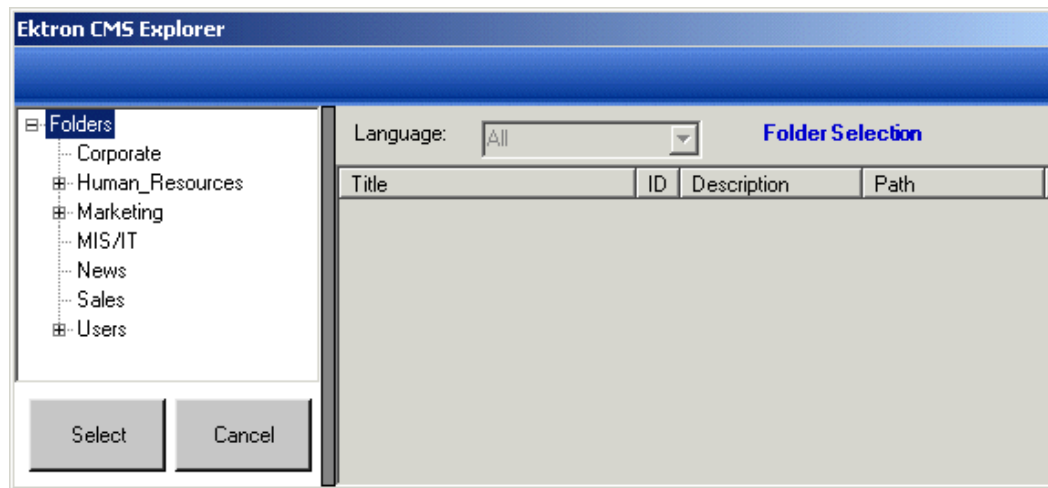 Ektron CMS Explorer
Folders
Corporate
Human_Resources
Marketing
MIS/IT
News
Sales
Users
Select Cancel
Language: All Folder Selection
Title ID Description Path